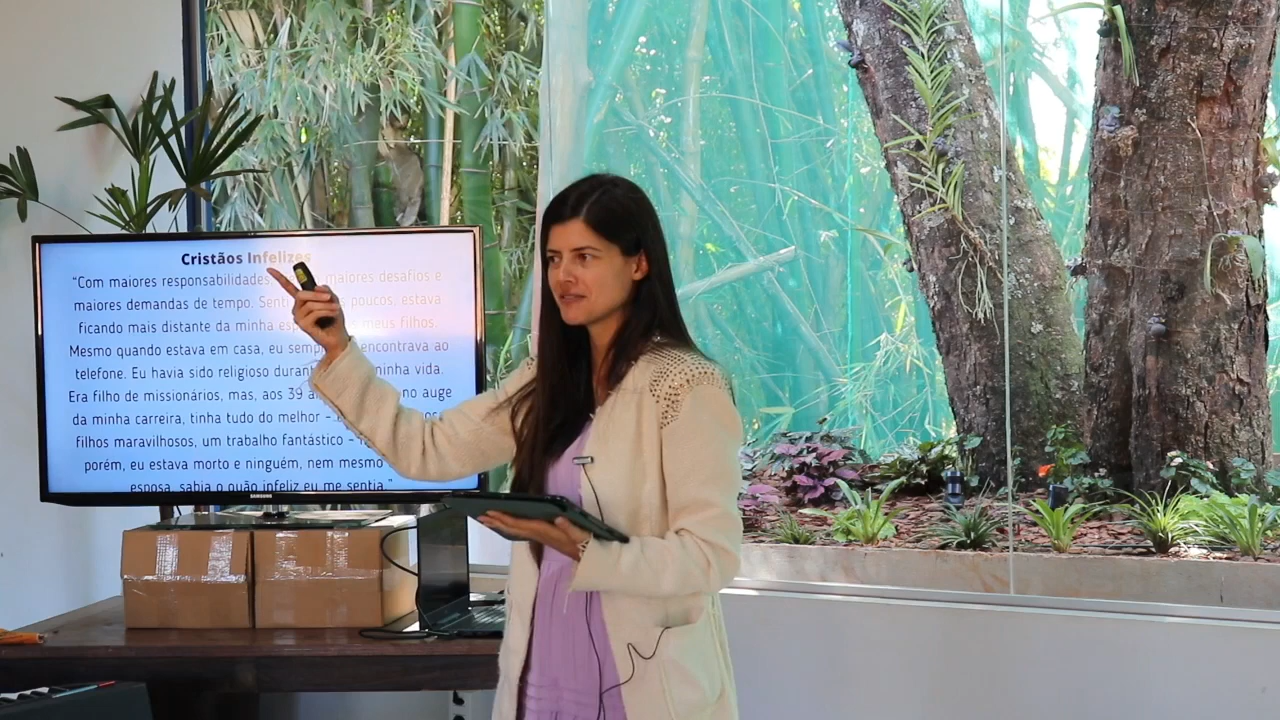 Cristãos Infelizes
“Com maiores responsabilidades, maiores desafios e
maiores demandas de tempo. Senti poucos, estava
ficando mais distante da minha meus filhos.
Mesmo quando estava em casa, eu encontrava ao
telefone. Eu havia sido religioso minha vida.
Era filho de missionários, mas, aos 39 no auge
da minha carreira, tinha tudo do melhor –
filhos maravilhosos, um trabalho fantástico –
porém, eu estava morto e ninguém, nem mesmo
esposa, sabia o quão infeliz eu me sentia.”
SAMSUNG